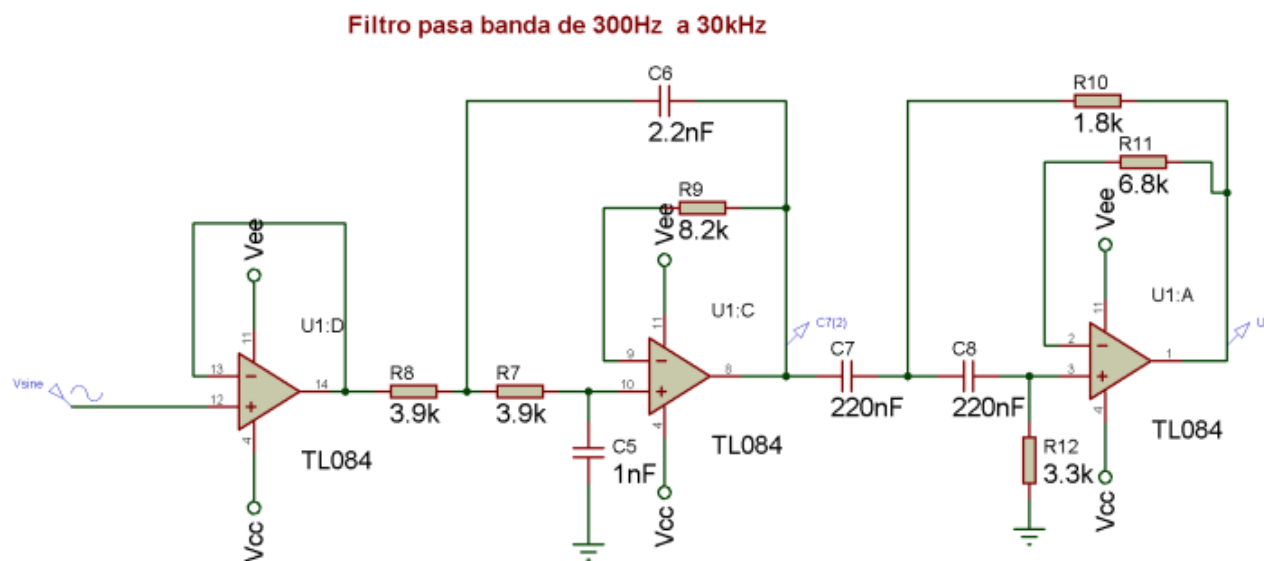 Filtro pasa banda de 300Hz a 30kHz
C6
2.2nF
R10
1.8k
R11
6.8k
R9
8.2k
Vee
Vee
Vee
11
U1:D
13
14
12
4
Vsine
TL084
Vcc
R8
3.9k
R7
3.9k
C5
1nF
11
U1:C
9
8
10
4
TL084
Vcc
C7(2)
C7
220nF
C8
220nF
R12
3.3k
11
U1:A
2
1
3
4
TL084
Vcc
U